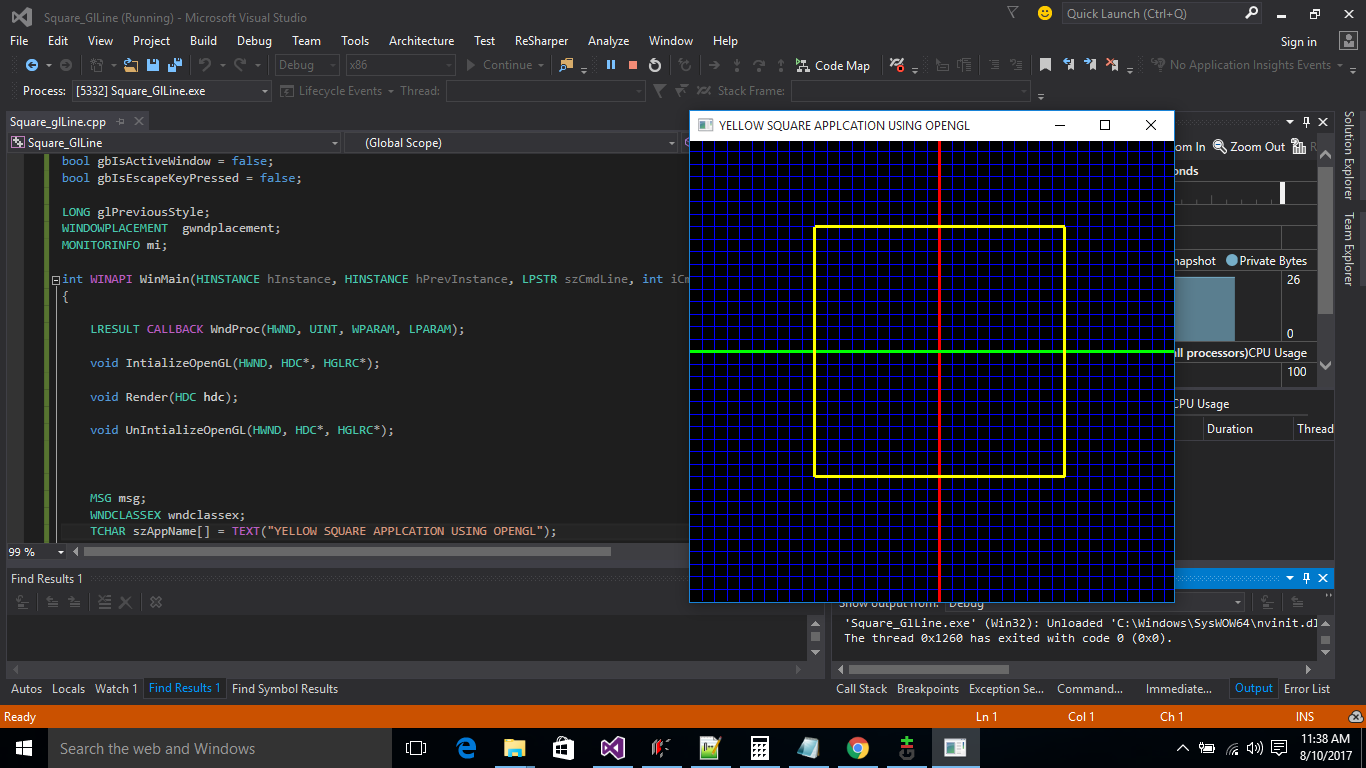 Square_GlLine (Running) - Microsoft Visual Studio
Quick Launch (Ctrl+Q)
File Edit View Project Build Debug Team Tools Architecture Test ReSharper Analyze Window Help
Sign in
Debug x86 Continue Code Map No Application Insights Events
Process: [5332] Square_GlLine.exe Lifecycle Events Thread: Stack Frame:
Square_glLine.cpp
Square_GlLine (Global Scope)
bool gbIsActiveWindow = false;
bool gbIsEscapeKeyPressed = false;
LONG glPreviousStyle;
WINDOWPLACEMENT gwndplacement;
MONITORINFO mi;
int WINAPI WinMain(HINSTANCE hInstance, HINSTANCE hPrevInstance, LPSTR szCmdLine, int iCm
{
LRESULT CALLBACK WndProc(HWND, UINT, WPARAM, LPARAM);
void IntializeOpenGL(HWND, HDC*, HGLRC*);
void Render(HDC hdc);
void UnIntializeOpenGL(HWND, HDC*, HGLRC*);
MSG msg;
WNDCLASSEX wndclassex;
TCHAR szAppName[] = TEXT("YELLOW SQUARE APPLCATION USING OPENGL");
99 %
YELLOW SQUARE APPLCATION USING OPENGL
om In Zoom Out
onds
napshot Private Bytes
26
0
ll processors) CPU Usage
100
CPU Usage
Duration Thread
Solution Explorer
Team Explorer
Find Results 1
Show output from: Debug
'Square_GlLine.exe' (Win32): Unloaded 'C:\Windows\SysWOW64\nvinit.dl
The thread 0x1260 has exited with code 0 (0x0).
Autos Locals Watch 1 Find Results 1 Find Symbol Results
Call Stack Breakpoints Exception Se... Command... Immediate... Output Error List
Ready Ln 1 Col 1 Ch 1 INS
Search the web and Windows
11:38 AM
8/10/2017